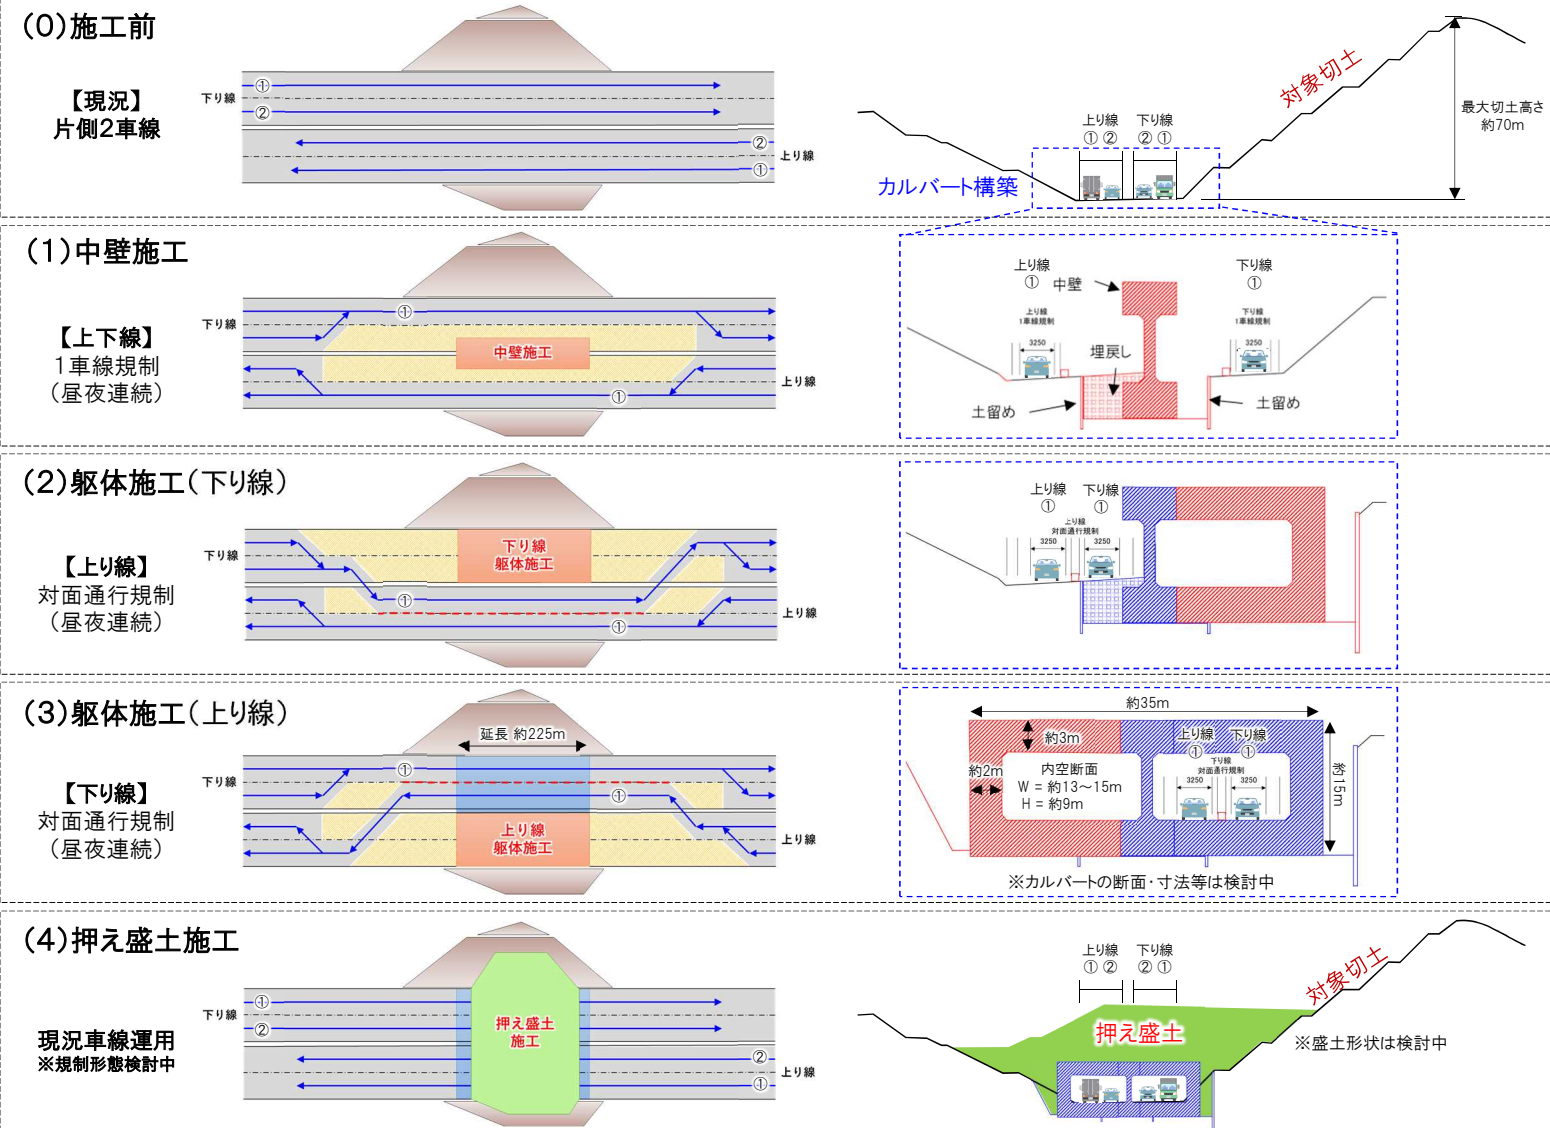 (0)施工前
【現況】
片側2車線
下り線
①
②
②
①
上り線
対象切土
最大切土高さ
約70m
上り線
① ②
下り線
② ①
カルバート構築
(1)中壁施工
【上下線】
1車線規制
(昼夜連続)
下り線
①
中壁施工
①
上り線
上り線
①
中壁
下り線
①
上り線
1車線規制
3250
下り線
1車線規制
3250
埋戻し
土留め
土留め
(2)躯体施工(下り線)
【上り線】
対面通行規制
(昼夜連続)
下り線
下り線
躯体施工
①
①
上り線
上り線
①
下り線
①
上り線
対面通行規制
3250
3250
(3)躯体施工(上り線)
【下り線】
対面通行規制
(昼夜連続)
延長 約225m
下り線
①
①
上り線
躯体施工
上り線
約35m
約3m
約2m
内空断面
W = 約13~15m
H = 約9m
上り線
①
下り線
①
下り線
対面通行規制
3250
3250
約15m
※カルバートの断面・寸法等は検討中
(4)押え盛土施工
現況車線運用
※規制形態検討中
下り線
①
②
押え盛土
施工
②
①
上り線
上り線
① ②
下り線
② ①
対象切土
押え盛土
※盛土形状は検討中